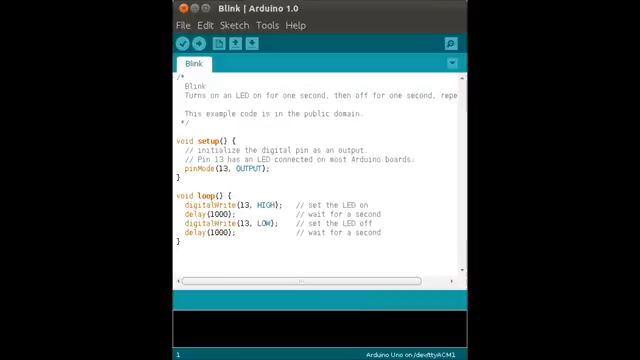 Blink | Arduino 1.0
File Edit Sketch Tools Help
Blink
/*
Blink
Turns on an LED on for one second, then off for one second, repe
This example code is in the public domain.
*/
void setup() {
// initialize the digital pin as an output.
// Pin 13 has an LED connected on most Arduino boards:
pinMode(13, OUTPUT);
}
void loop() {
digitalWrite(13, HIGH); // set the LED on
delay(1000); // wait for a second
digitalWrite(13, LOW); // set the LED off
delay(1000); // wait for a second
}
1 Arduino Uno on /dev/ttyACM1